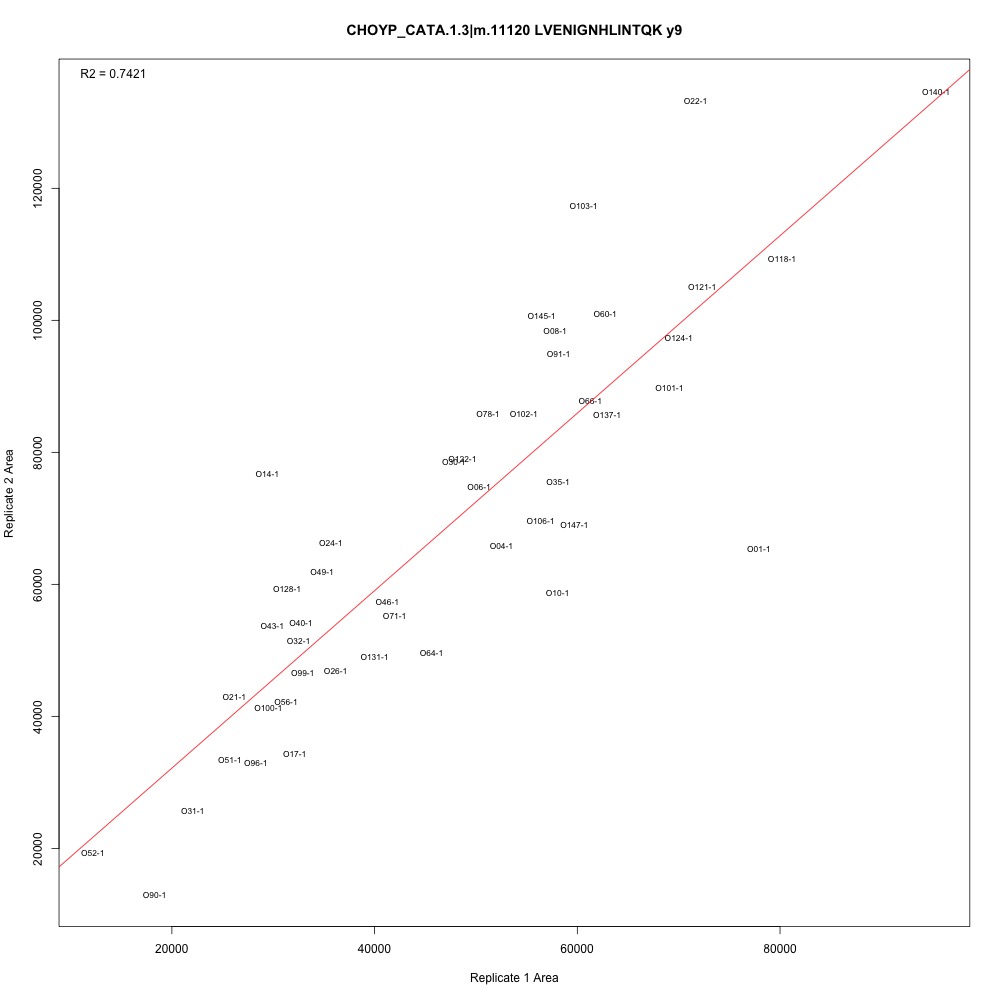 CHOYP_CATA.1.3|m.11120 LVENIGNHLINTQK y9
R2 = 0.7421
O140-1
O22-1
O103-1
O118-1
O121-1
O145-1
O60-1
O08-1
O124-1
O91-1
O101-1
O66-1
O78-1
O102-1
O137-1
O122-1
O30-1
O14-1
O06-1
O35-1
O106-1
O147-1
O24-1
O04-1
O01-1
O49-1
O128-1
O10-1
O46-1
O71-1
O43-1
O40-1
O32-1
O64-1
O131-1
O99-1
O26-1
O21-1
O56-1
O100-1
O17-1
O51-1
O96-1
O31-1
O52-1
O90-1
120000
100000
80000
60000
40000
20000
Replicate 2 Area
20000 40000 60000 80000
Replicate 1 Area